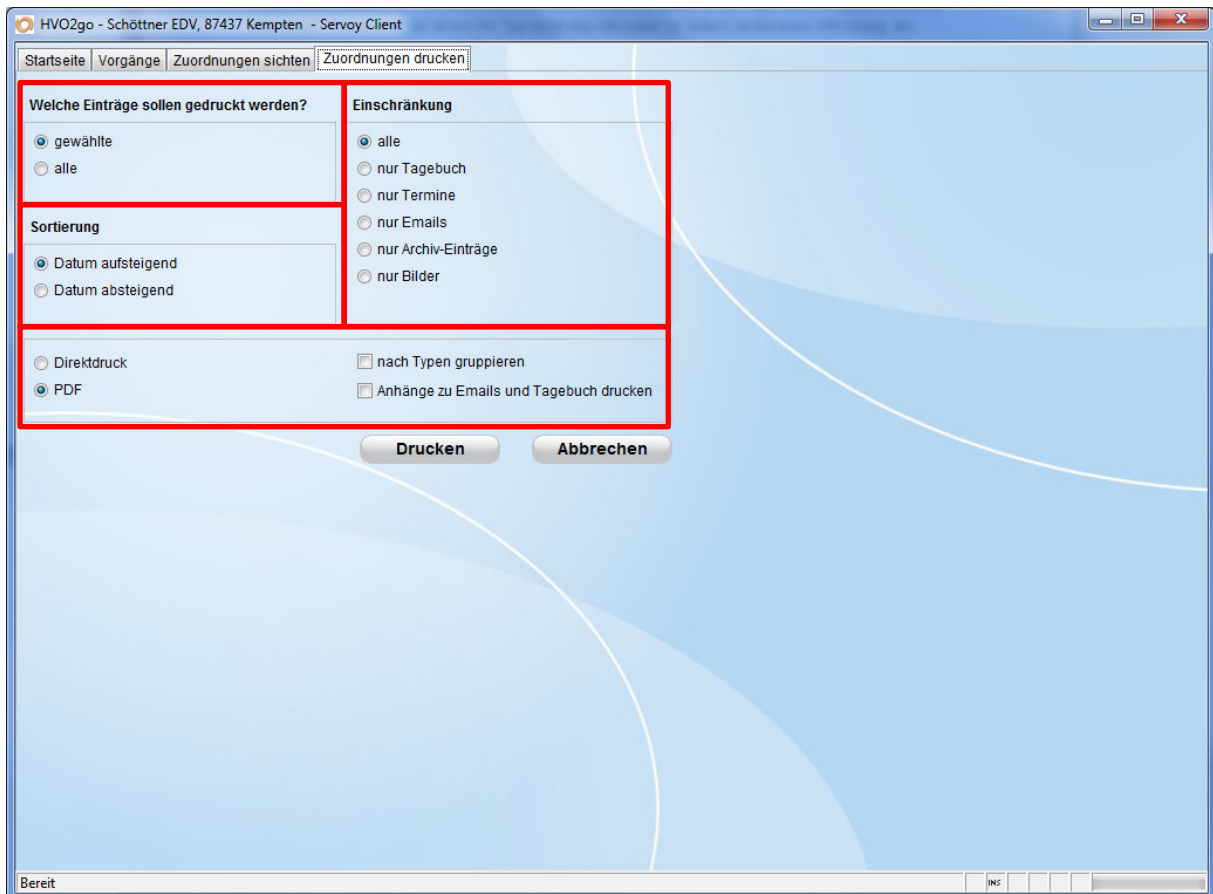 HVO2go - Schöttner EDV, 87437 Kempten - Servoy Client
Startseite Vorgänge Zuordnungen sichten Zuordnungen drucken
Welche Einträge sollen gedruckt werden?
gewählte
alle
Einschränkung
alle
nur Tagebuch
nur Termine
nur Emails
nur Archiv-Einträge
nur Bilder
Sortierung
Datum aufsteigend
Datum absteigend
Direktdruck
PDF
nach Typen gruppieren
Anhänge zu Emails und Tagebuch drucken
Drucken Abbrechen
Bereit INS